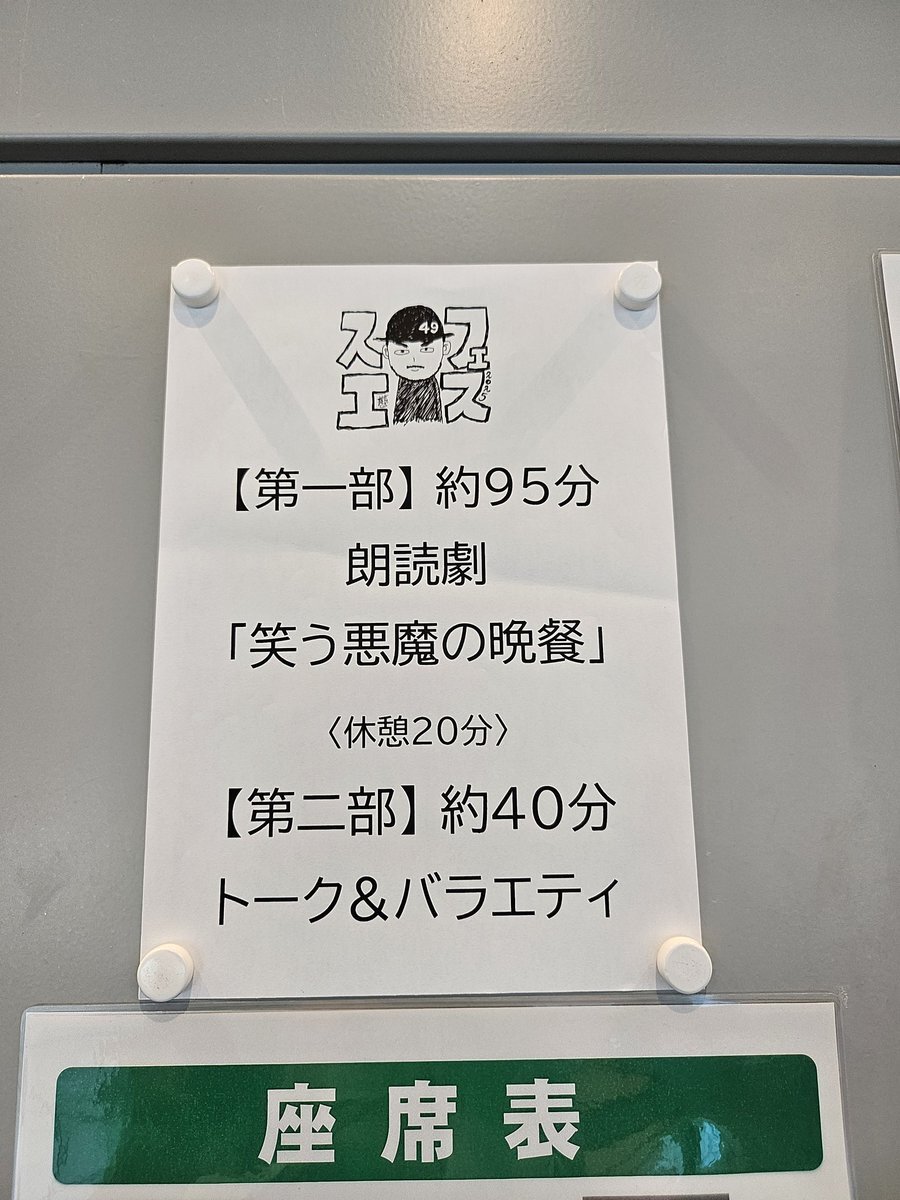 スエフェス
49
2025
【第一部】約95分
朗読劇
「笑う悪魔の晩餐」
〈休憩20分〉
【第二部】約40分
トーク&バラエティ
座席表